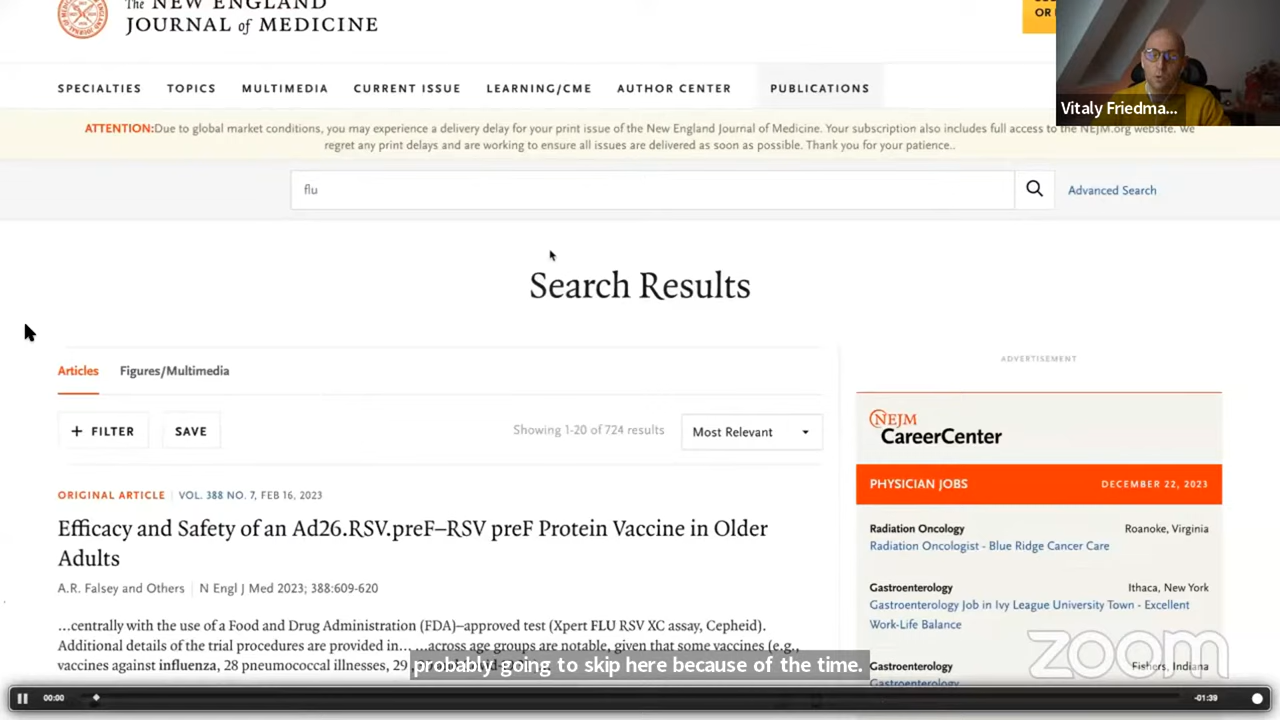 The NEW ENGLAND
JOURNAL of MEDICINE
OR
SPECIALTIES TOPICS MULTIMEDIA CURRENT ISSUE LEARNING/CME AUTHOR CENTER PUBLICATIONS
Vitaly Friedma...
ATTENTION:Due to global market conditions, you may experience a delivery delay for your print issue of the New England Journal of Medicine. Your subscription also includes full access to the NEJM.org website. We
regret any print delays and are working to ensure all issues are delivered as soon as possible. Thank you for your patience..
flu
Advanced Search
Search Results
ADVERTISEMENT
Articles Figures/Multimedia
NEJM
CareerCenter
+ FILTER SAVE Showing 1-20 of 724 results Most Relevant
PHYSICIAN JOBS DECEMBER 22, 2023
ORIGINAL ARTICLE | VOL. 388 NO. 7, FEB 16, 2023
Efficacy and Safety of an Ad26.RSV.preF–RSV preF Protein Vaccine in Older
Adults
A.R. Falsey and Others | N Engl J Med 2023; 388:609-620
…centrally with the use of a Food and Drug Administration (FDA)–approved test (Xpert FLU RSV XC assay, Cepheid).
Additional details of the trial procedures are provided in… …across age groups are notable, given that some vaccines (e.g.,
vaccines against influenza, 28 pneumococcal illnesses, 29
Radiation Oncology Roanoke, Virginia
Radiation Oncologist - Blue Ridge Cancer Care
Gastroenterology Ithaca, New York
Gastroenterology Job in Ivy League University Town - Excellent
Work-Life Balance
Gastroenterology Fishers, Indiana
Gastroenterology
probably going to skip here because of the time.
zoom
00:00 -01:39